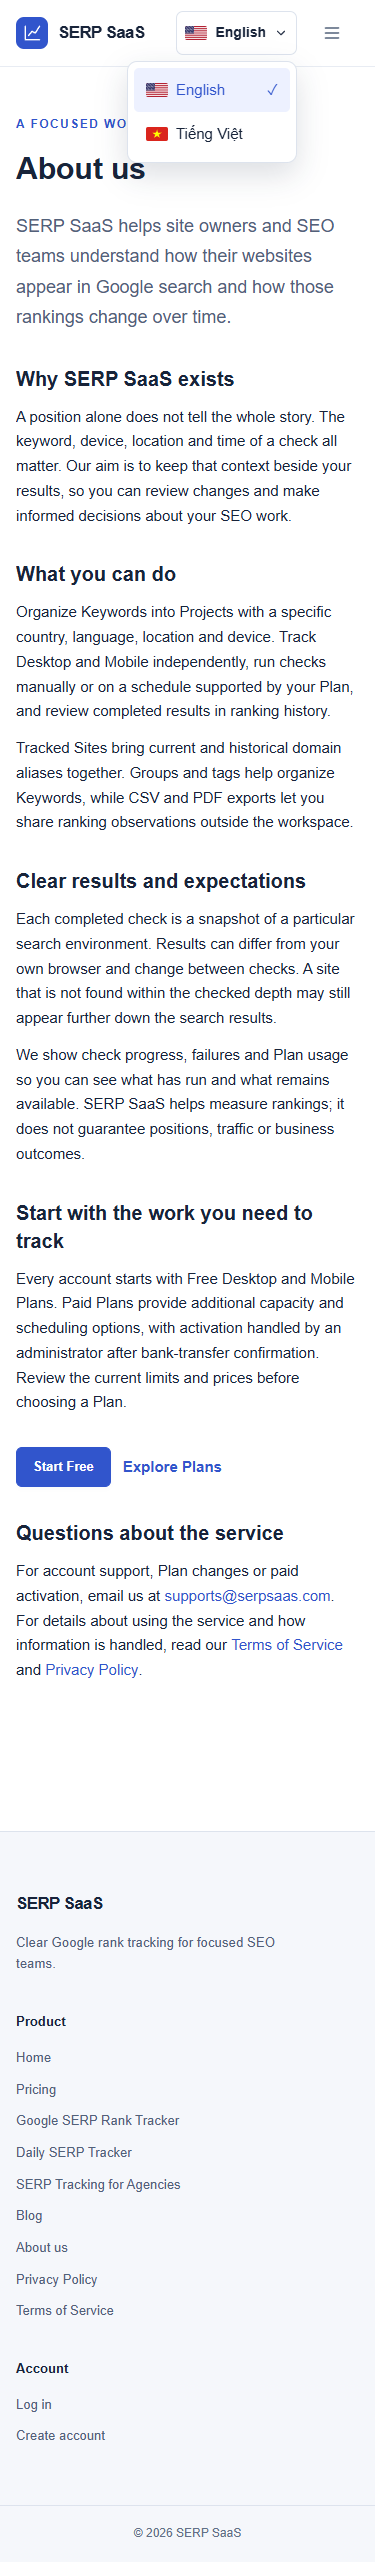 SERP SaaS
English
English
Tiếng Việt
A FOCUSED
About us
SERP SaaS helps site owners and SEO
teams understand how their websites
appear in Google search and how those
rankings change over time.
Why SERP SaaS exists
A position alone does not tell the whole story. The
keyword, device, location and time of a check all
matter. Our aim is to keep that context beside your
results, so you can review changes and make
informed decisions about your SEO work.
What you can do
Organize Keywords into Projects with a specific
country, language, location and device. Track
Desktop and Mobile independently, run checks
manually or on a schedule supported by your Plan,
and review completed results in ranking history.
Tracked Sites bring current and historical domain
aliases together. Groups and tags help organize
Keywords, while CSV and PDF exports let you
share ranking observations outside the workspace.
Clear results and expectations
Each completed check is a snapshot of a particular
search environment. Results can differ from your
own browser and change between checks. A site
that is not found within the checked depth may still
appear further down the search results.
We show check progress, failures and Plan usage
so you can see what has run and what remains
available. SERP SaaS helps measure rankings; it
does not guarantee positions, traffic or business
outcomes.
Start with the work you need to
track
Every account starts with Free Desktop and Mobile
Plans. Paid Plans provide additional capacity and
scheduling options, with activation handled by an
administrator after bank-transfer confirmation.
Review the current limits and prices before
choosing a Plan.
Start Free
Explore Plans
Questions about the service
For account support, Plan changes or paid
activation, email us at supports@serpsaas.com.
For details about using the service and how
information is handled, read our Terms of Service
and Privacy Policy.
SERP SaaS
Clear Google rank tracking for focused SEO
teams.
Product
Home
Pricing
Google SERP Rank Tracker
Daily SERP Tracker
SERP Tracking for Agencies
Blog
About us
Privacy Policy
Terms of Service
Account
Log in
Create account
© 2026 SERP SaaS